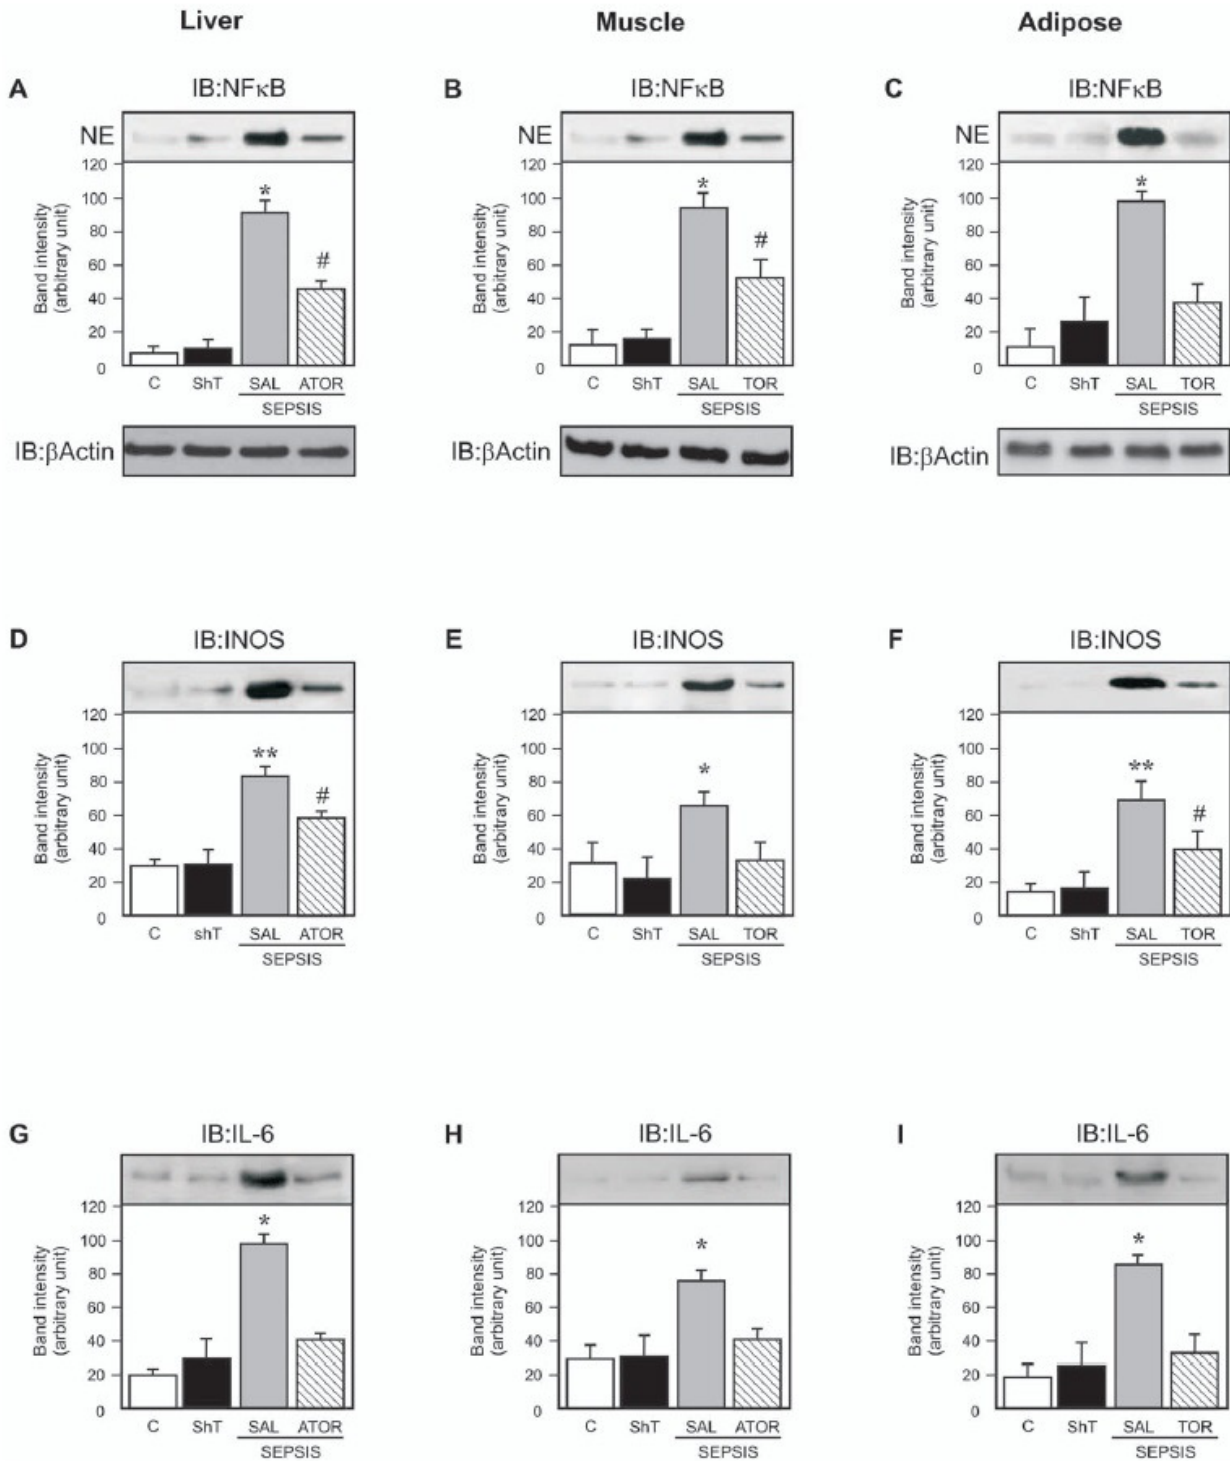 Liver Muscle Adipose
A IB:NFκB B IB:NFκB C IB:NFκB
NE NE NE
Band intensity (arbitrary unit) Band intensity (arbitrary unit) Band intensity (arbitrary unit)
120 120 120
100 * 100 * 100 *
80 80 80
60 # 60 # 60
40 40 40
20 20 20
0 0 0
C ShT SAL ATOR C ShT SAL TOR C ShT SAL TOR
SEPSIS SEPSIS SEPSIS
IB:βActin IB:βActin IB:βActin
D IB:INOS E IB:INOS F IB:INOS
Band intensity (arbitrary unit) Band intensity (arbitrary unit) Band intensity (arbitrary unit)
120 120 120
100 ** 100 100
80 80 * 80 **
60 # 60 60 #
40 40 40
20 20 20
0 0 0
C shT SAL ATOR C ShT SAL TOR C ShT SAL TOR
SEPSIS SEPSIS SEPSIS
G IB:IL-6 H IB:IL-6 I IB:IL-6
Band intensity (arbitrary unit) Band intensity (arbitrary unit) Band intensity (arbitrary unit)
120 * 120 120
100 100 * 100 *
80 80 80
60 60 60
40 40 40
20 20 20
0 0 0
C ShT SAL ATOR C ShT SAL ATOR C ShT SAL TOR
SEPSIS SEPSIS SEPSIS